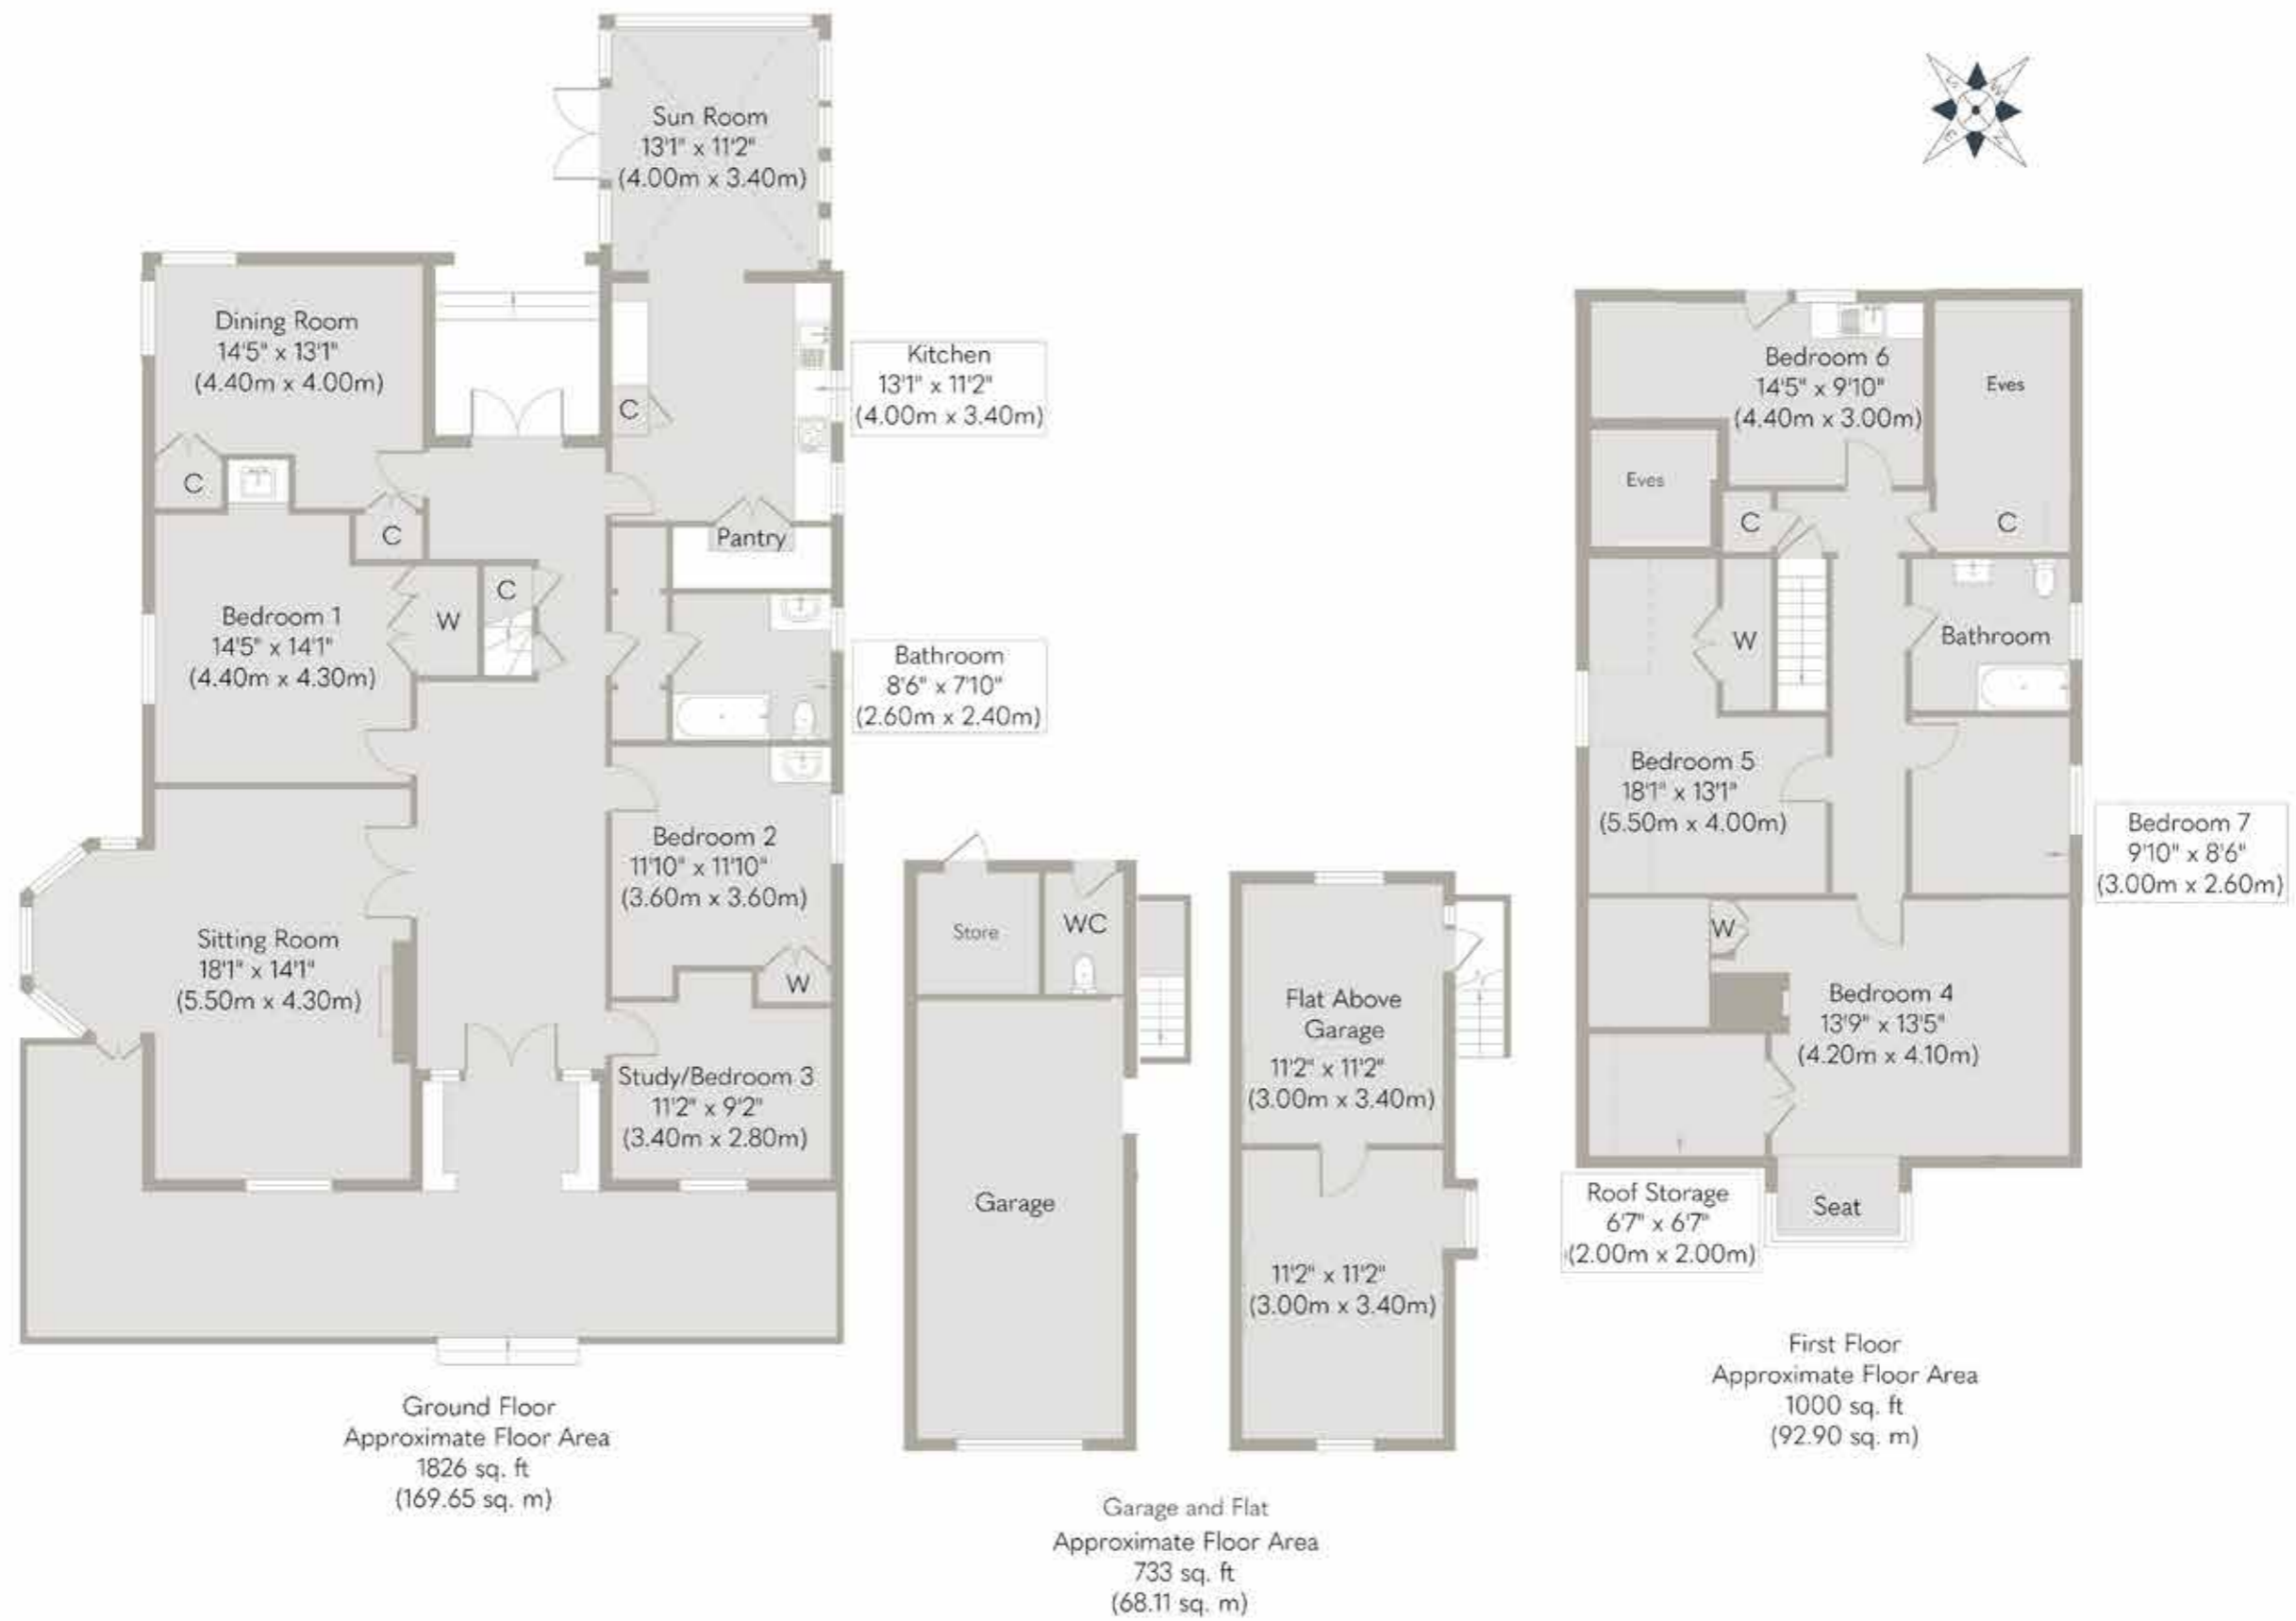 Sun Room
13'1" x 11'2"
(4.00m x 3.40m)
Dining Room
14'5" x 13'1"
(4.40m x 4.00m)
Kitchen
13'1" x 11'2"
(4.00m x 3.40m)
C
C
C
Pantry
Bedroom 1
14'5" x 14'1"
(4.40m x 4.30m)
W
C
Bathroom
8'6" x 7'10"
(2.60m x 2.40m)
Bedroom 2
11'10" x 11'10"
(3.60m x 3.60m)
W
Sitting Room
18'1" x 14'1"
(5.50m x 4.30m)
Study/Bedroom 3
11'2" x 9'2"
(3.40m x 2.80m)
Ground Floor
Approximate Floor Area
1826 sq. ft
(169.65 sq. m)
Store
WC
Garage
Flat Above
Garage
11'2" x 11'2"
(3.00m x 3.40m)
11'2" x 11'2"
(3.00m x 3.40m)
Garage and Flat
Approximate Floor Area
733 sq. ft
(68.11 sq. m)
S
W
E
N
Bedroom 6
14'5" x 9'10"
(4.40m x 3.00m)
Eves
Eves
C
C
W
Bathroom
Bedroom 5
18'1" x 13'1"
(5.50m x 4.00m)
Bedroom 7
9'10" x 8'6"
(3.00m x 2.60m)
W
Bedroom 4
13'9" x 13'5"
(4.20m x 4.10m)
Roof Storage
6'7" x 6'7"
(2.00m x 2.00m)
Seat
First Floor
Approximate Floor Area
1000 sq. ft
(92.90 sq. m)